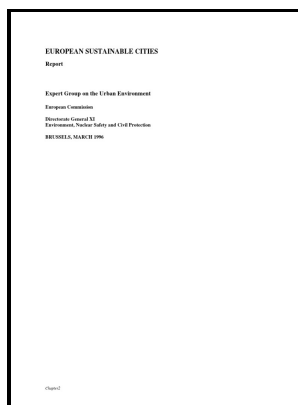 EUROPEAN SUSTAINABLE CITIES
Report
Expert Group on the Urban Environment
European Commission
Directorate General XI
Environment, Nuclear Safety and Civil Protection
BRUSSELS, MARCH 1996
Chapter2